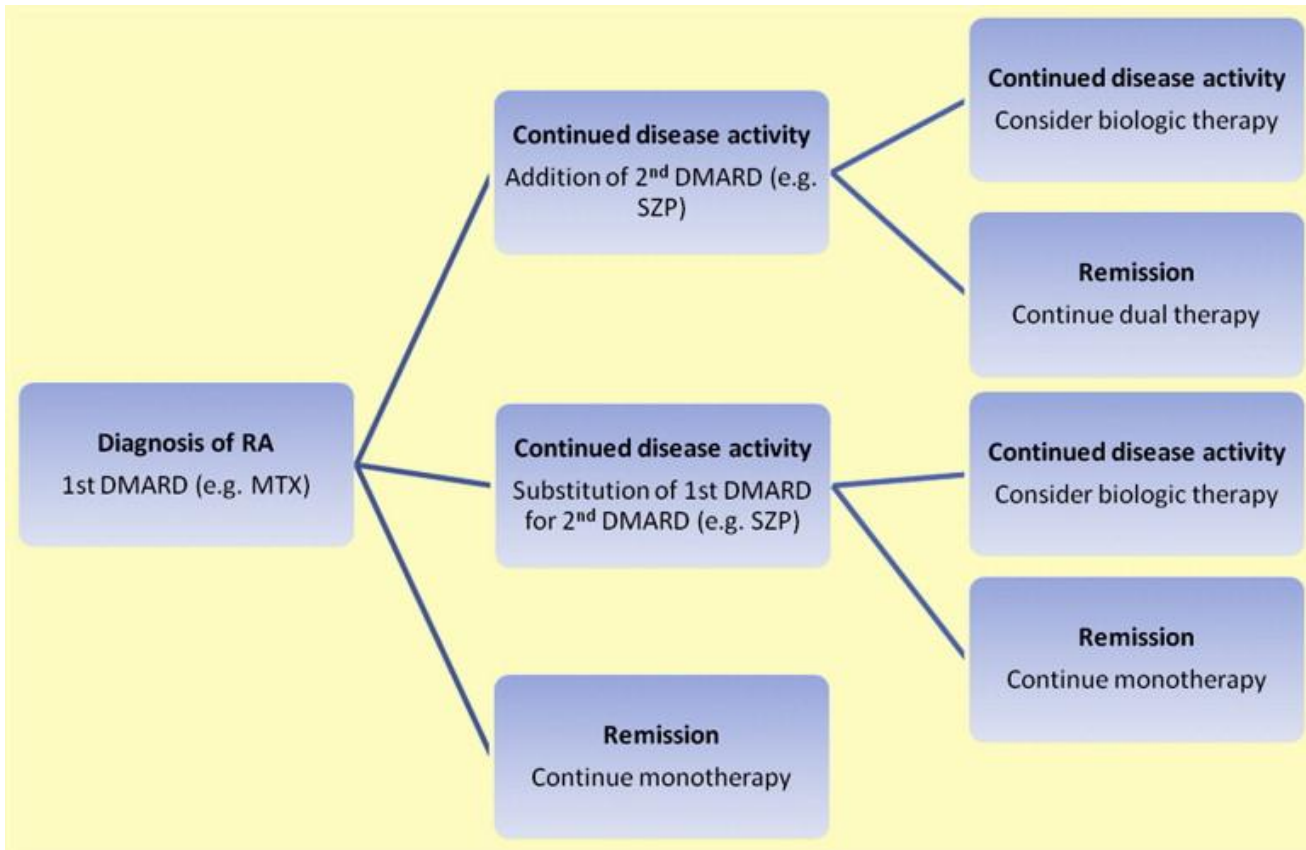 Diagnosis of RA
1st DMARD (e.g. MTX)
Continued disease activity
Addition of 2nd DMARD (e.g.
SZP)
Continued disease activity
Substitution of 1st DMARD
for 2nd DMARD (e.g. SZP)
Remission
Continue monotherapy
Continued disease activity
Consider biologic therapy
Remission
Continue dual therapy
Continued disease activity
Consider biologic therapy
Remission
Continue monotherapy